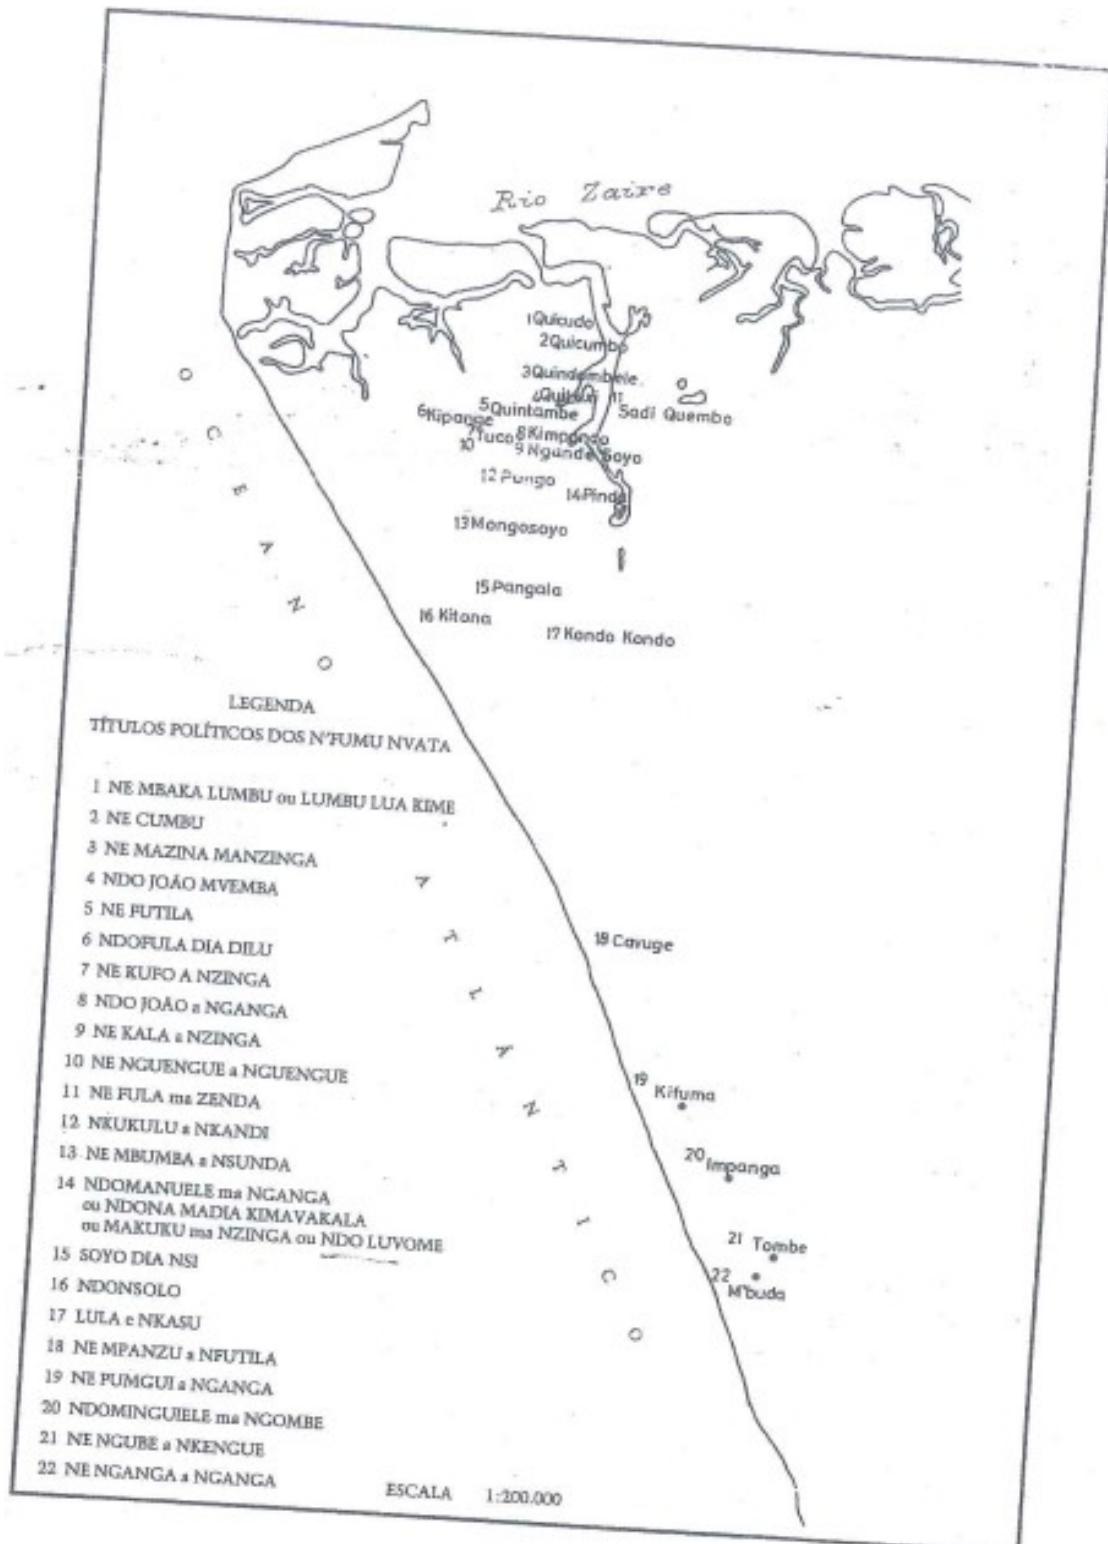 Rio Zaire
1 Quicudo
2 Quicumbo
3 Quindombele
4
11
Sadi Quembo
5 Quintambe
6 Kipange
7 Tuco
8 Kimpondo
10
9 Ngande Soyo
12 Pungo
14 Pinda
13 Mongosoyo
15 Pangala
16 Kitona
17 Kondo Kondo
OCEANO
LEGENDA
TÍTULOS POLÍTICOS DOS N'FUMU NVATA
1 NE MBAKA LUMBU ou LUMBU LUA KIME
2 NE CUMBU
3 NE MAZINA MANZINGA
4 NDO JOÃO MVEMBA
5 NE FUTILA
6 NDOFULA DIA DILU
7 NE KUFO A NZINGA
8 NDO JOÃO a NGANGA
9 NE KALA a NZINGA
10 NE NGUENGUE a NGUENGUE
11 NE FULA ma ZENDA
12 NKUKULU a NKANDI
13 NE MBUMBA a NSUNDA
14 NDOMANUELE ma NGANGA
ou NDONA MADIA KIMAVAKALA
ou MAKUKU ma NZINGA ou NDO LUVOME
15 SOYO DIA NSI
16 NDONSOLO
17 LULA e NKASU
18 NE MPANZU a NFUTILA
19 NE PUMGUI a NGANGA
20 NDOMINGUIELE ma NGOMBE
21 NE NGUBE a NKENGUE
22 NE NGANGA a NGANGA
ATLÂNTICO
18 Cavuge
19 Kifuma
20 Impanga
21 Tombe
22 M'buda
ESCALA 1:200.000